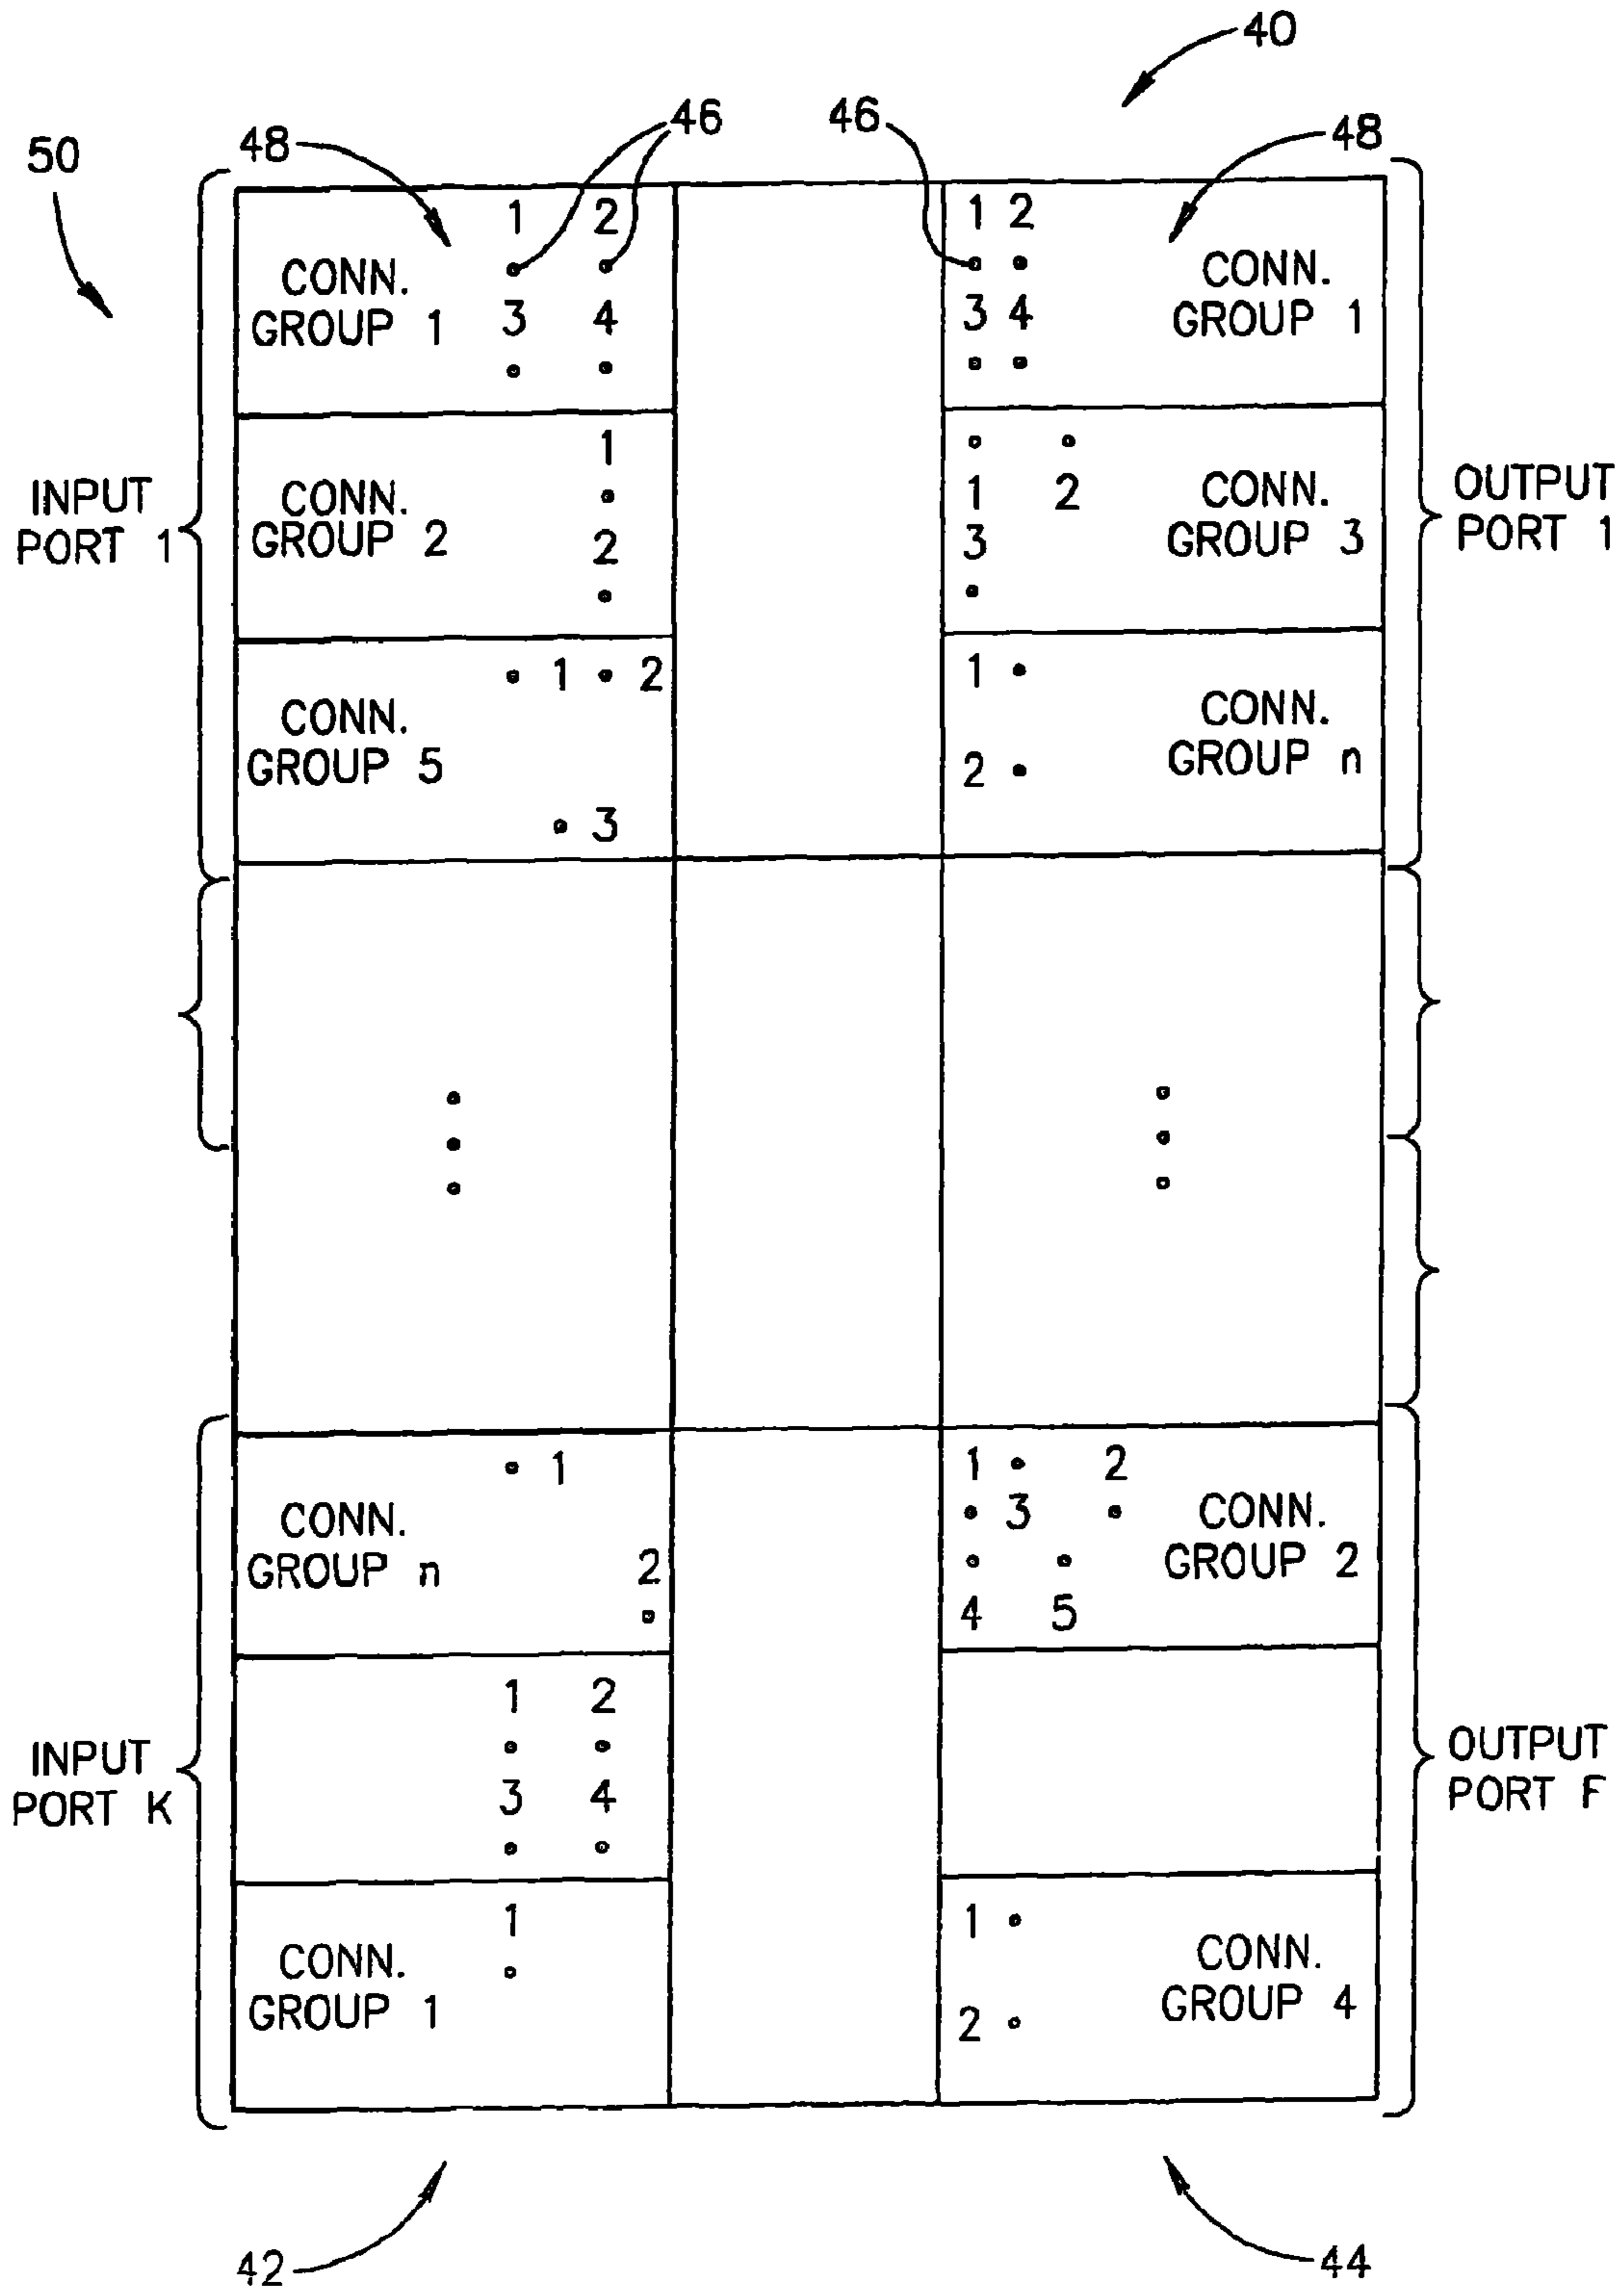 40
46
46
48
48
50
1 2
CONN.
GROUP 1
3 4
1 2
3 4
CONN.
GROUP 1
INPUT
PORT 1
CONN.
GROUP 2
1
2
1 2
3
CONN.
GROUP 3
OUTPUT
PORT 1
CONN.
GROUP 5
1 2
3
1
2
CONN.
GROUP n
CONN.
GROUP n
1
2
1 2
3
4 5
CONN.
GROUP 2
INPUT
PORT K
1 2
3 4
OUTPUT
PORT F
CONN.
GROUP 1
1
1
2
CONN.
GROUP 4
42
44